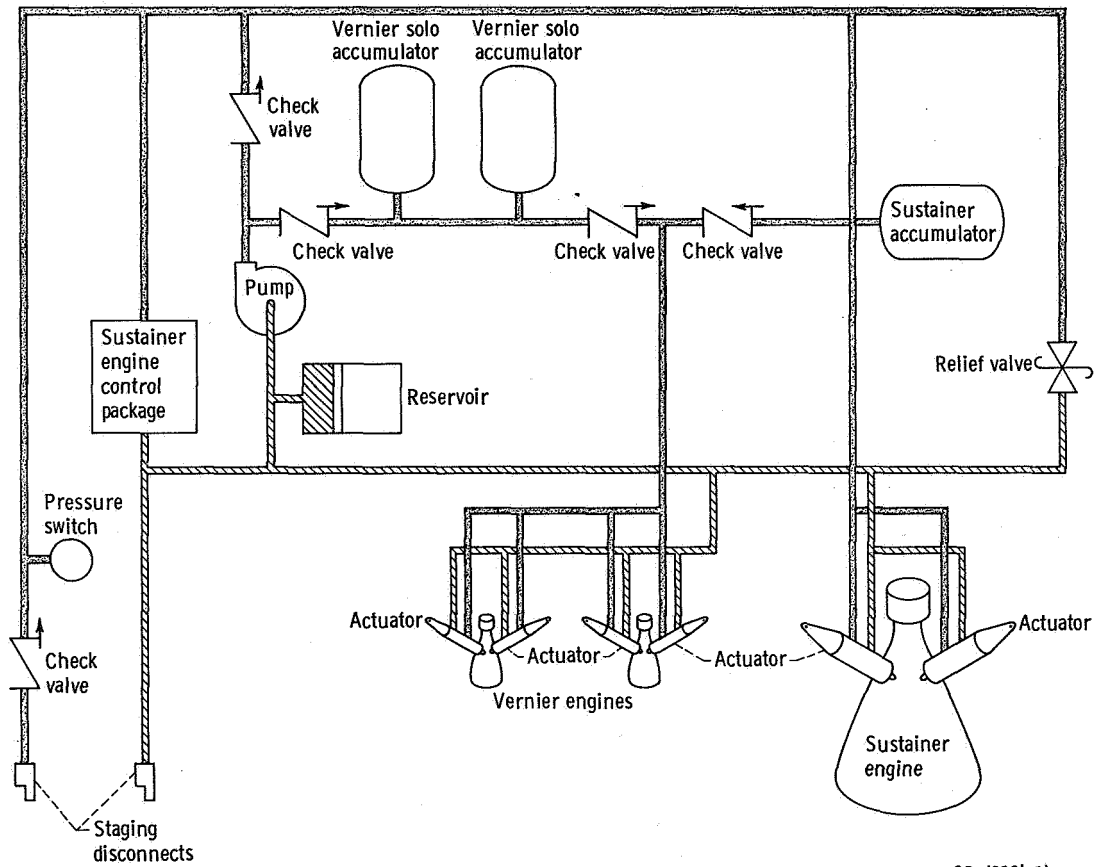 Vernier solo
accumulator
Vernier solo
accumulator
Check
valve
Check valve
Check valve
Check valve
Sustainer
accumulator
Pump
Sustainer
engine
control
package
Reservoir
Relief valve
Pressure
switch
Check
valve
Actuator
Actuator
Actuator
Actuator
Vernier engines
Sustainer
engine
Staging
disconnects